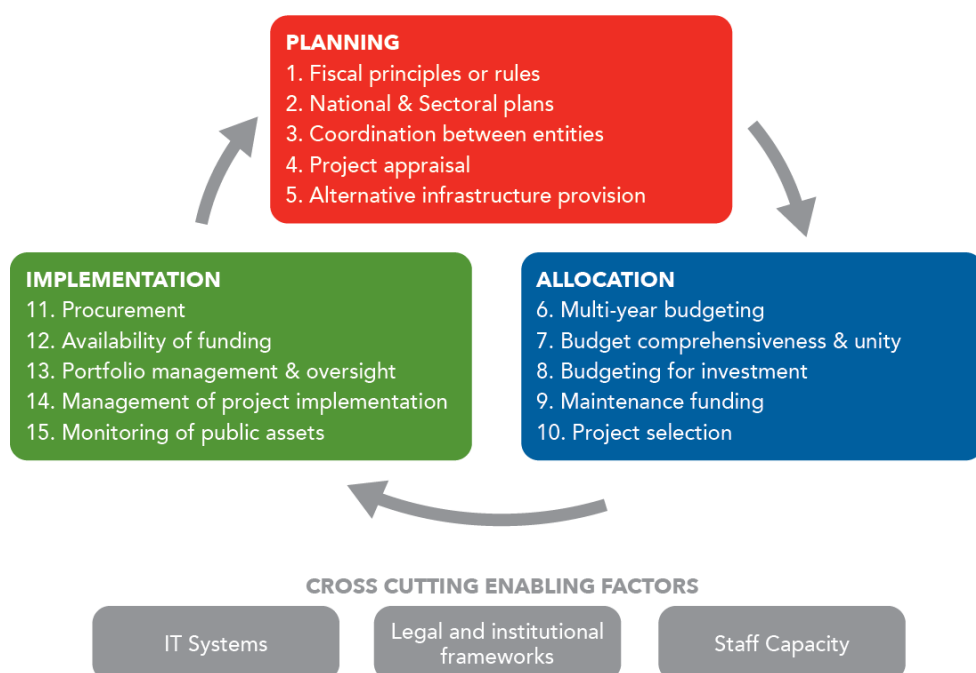 PLANNING
1. Fiscal principles or rules
2. National & Sectoral plans
3. Coordination between entities
4. Project appraisal
5. Alternative infrastructure provision
IMPLEMENTATION
11. Procurement
12. Availability of funding
13. Portfolio management & oversight
14. Management of project implementation
15. Monitoring of public assets
ALLOCATION
6. Multi-year budgeting
7. Budget comprehensiveness & unity
8. Budgeting for investment
9. Maintenance funding
10. Project selection
CROSS CUTTING ENABLING FACTORS
IT Systems
Legal and institutional
frameworks
Staff Capacity